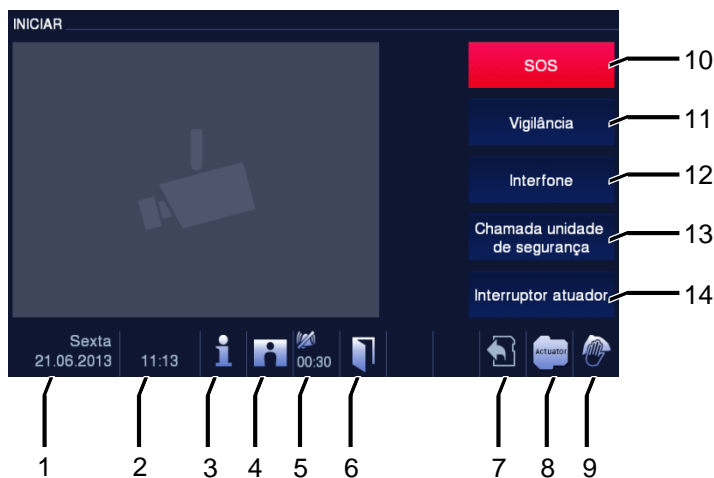 INICIAR
SOS
10
Vigilância
11
Interfone
12
Chamada unidade
de segurança
13
Interruptor atuador
14
Sexta
21.06.2013
11:13
00:30
Actuator
1
2
3
4
5
6
7
8
9